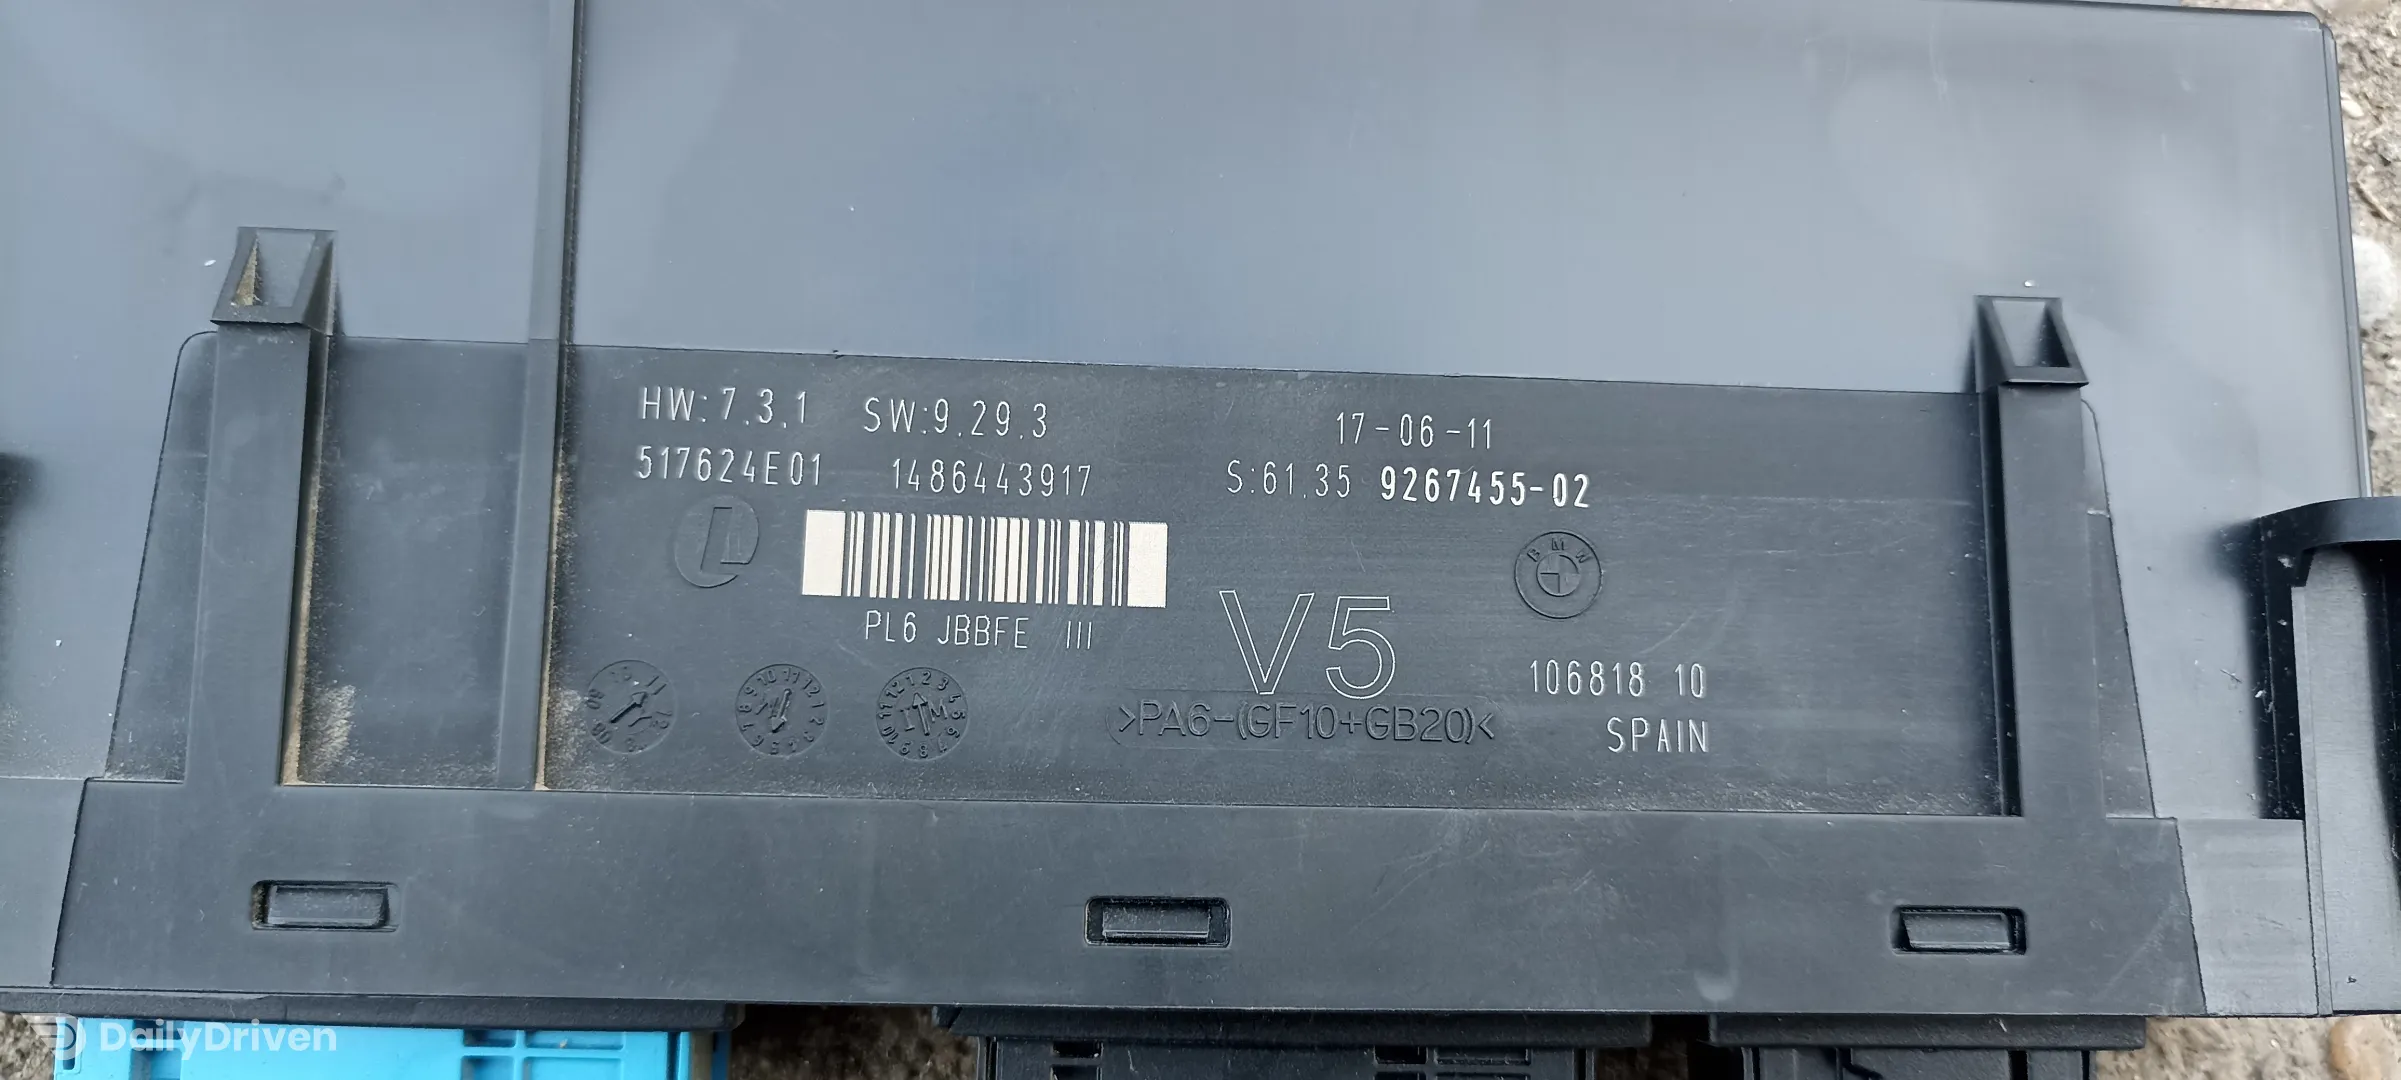 HW:7.3.1 SW:9.29.3 17-06-11
517624E01 1486443917 S:61.35 9267455-02
BMW
PL6 JBBFE III
V5
106818 10
>PA6-(GF10+GB20)<
SPAIN
DailyDriven